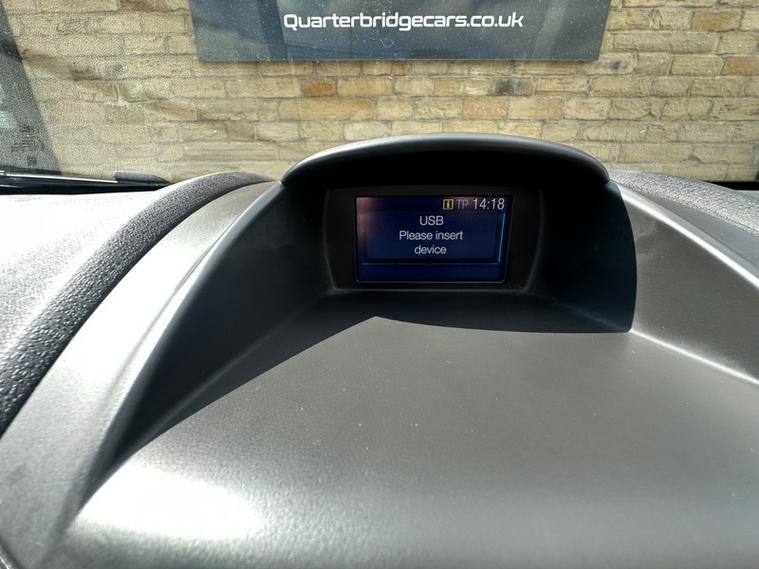 Quarterbridgecars.co.uk
i TP 14:18
USB
Please insert
device